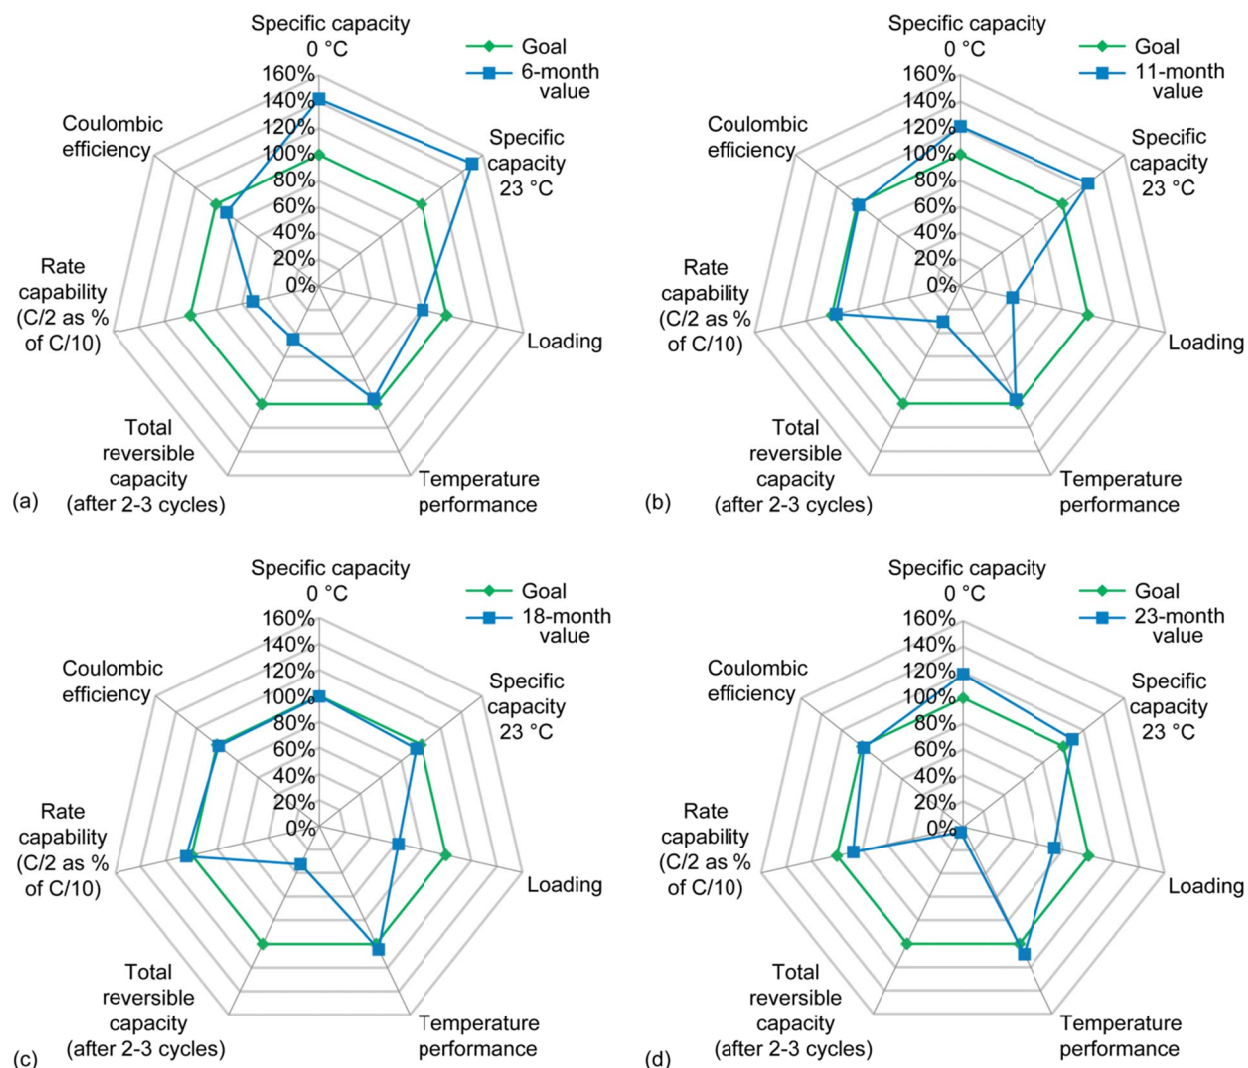 Specific capacity
0 °C
Goal
6-month
value
160%
140%
120%
100%
80%
60%
40%
20%
0%
Coulombic
efficiency
Specific
capacity
23 °C
Rate
capability
(C/2 as %
of C/10)
Loading
Total
reversible
capacity
(after 2-3 cycles)
Temperature
performance
(a)
Specific capacity
0 °C
Goal
11-month
value
160%
140%
120%
100%
80%
60%
40%
20%
0%
Coulombic
efficiency
Specific
capacity
23 °C
Rate
capability
(C/2 as %
of C/10)
Loading
Total
reversible
capacity
(after 2-3 cycles)
Temperature
performance
(b)
Specific capacity
0 °C
Goal
18-month
value
160%
140%
120%
100%
80%
60%
40%
20%
0%
Coulombic
efficiency
Specific
capacity
23 °C
Rate
capability
(C/2 as %
of C/10)
Loading
Total
reversible
capacity
(after 2-3 cycles)
Temperature
performance
(c)
Specific capacity
0 °C
Goal
23-month
value
160%
140%
120%
100%
80%
60%
40%
20%
0%
Coulombic
efficiency
Specific
capacity
23 °C
Rate
capability
(C/2 as %
of C/10)
Loading
Total
reversible
capacity
(after 2-3 cycles)
Temperature
performance
(d)